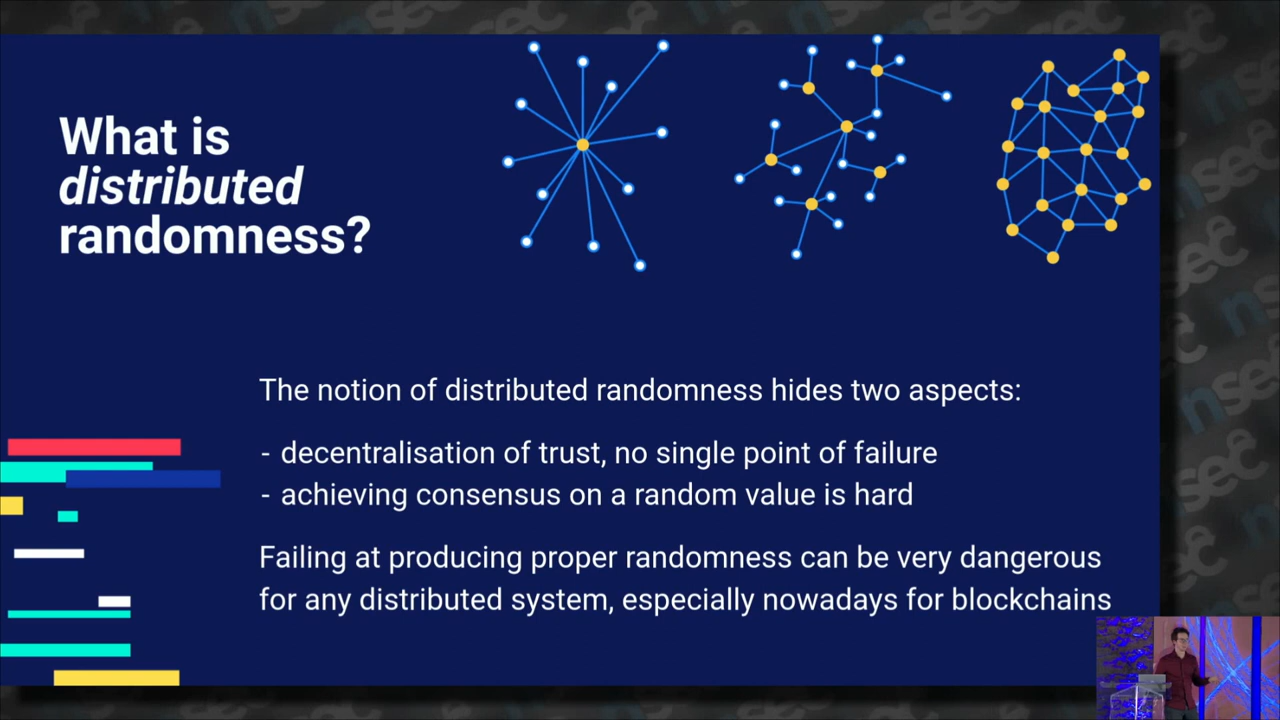 What is
distributed
randomness?
The notion of distributed randomness hides two aspects:
- decentralisation of trust, no single point of failure
- achieving consensus on a random value is hard
Failing at producing proper randomness can be very dangerous
for any distributed system, especially nowadays for blockchains
nsec